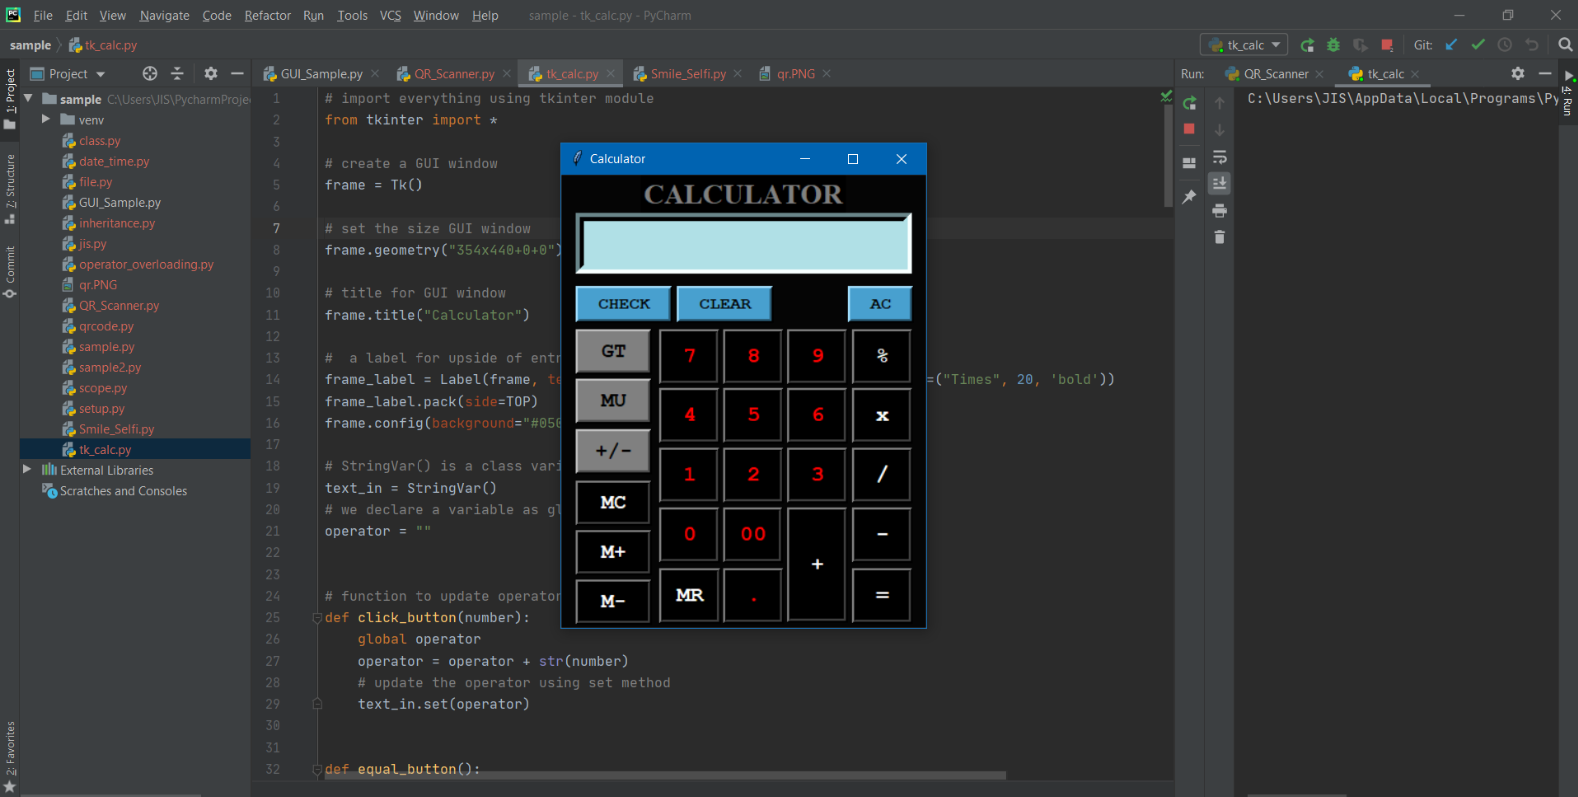 File Edit View Navigate Code Refactor Run Tools VCS Window Help sample - tk_calc.py - PyCharm
sample tk_calc.py
tk_calc
Git:
1: Project
7: Structure
Commit
2: Favorites
Project
sample C:\Users\JIS\PycharmProje
venv
class.py
date_time.py
file.py
GUI_Sample.py
inheritance.py
jis.py
operator_overloading.py
qr.PNG
QR_Scanner.py
qrcode.py
sample.py
sample2.py
scope.py
setup.py
Smile_Selfi.py
tk_calc.py
External Libraries
Scratches and Consoles
GUI_Sample.py QR_Scanner.py tk_calc.py Smile_Selfi.py qr.PNG
1 # import everything using tkinter module
2 from tkinter import *
3
4 # create a GUI window
5 frame = Tk()
6
7 # set the size GUI window
8 frame.geometry("354x440+0+0")
9
10 # title for GUI window
11 frame.title("Calculator")
12
13 #  a label for upside of ent
14 frame_label = Label(frame, te =("Times", 20, 'bold'))
15 frame_label.pack(side=TOP)
16 frame.config(background="#050
17
18 # StringVar() is a class vari
19 text_in = StringVar()
20 # we declare a variable as gl
21 operator = ""
22
23
24 # function to update operator
25 def click_button(number):
26     global operator
27     operator = operator + str(number)
28     # update the operator using set method
29     text_in.set(operator)
30
31
32 def equal_button():
Calculator
CALCULATOR
CHECK CLEAR AC
GT 7 8 9 %
MU 4 5 6 x
+/- 1 2 3 /
MC 0 00 + -
M+
M- MR . =
Run: QR_Scanner tk_calc
C:\Users\JIS\AppData\Local\Programs\Py
4: Run